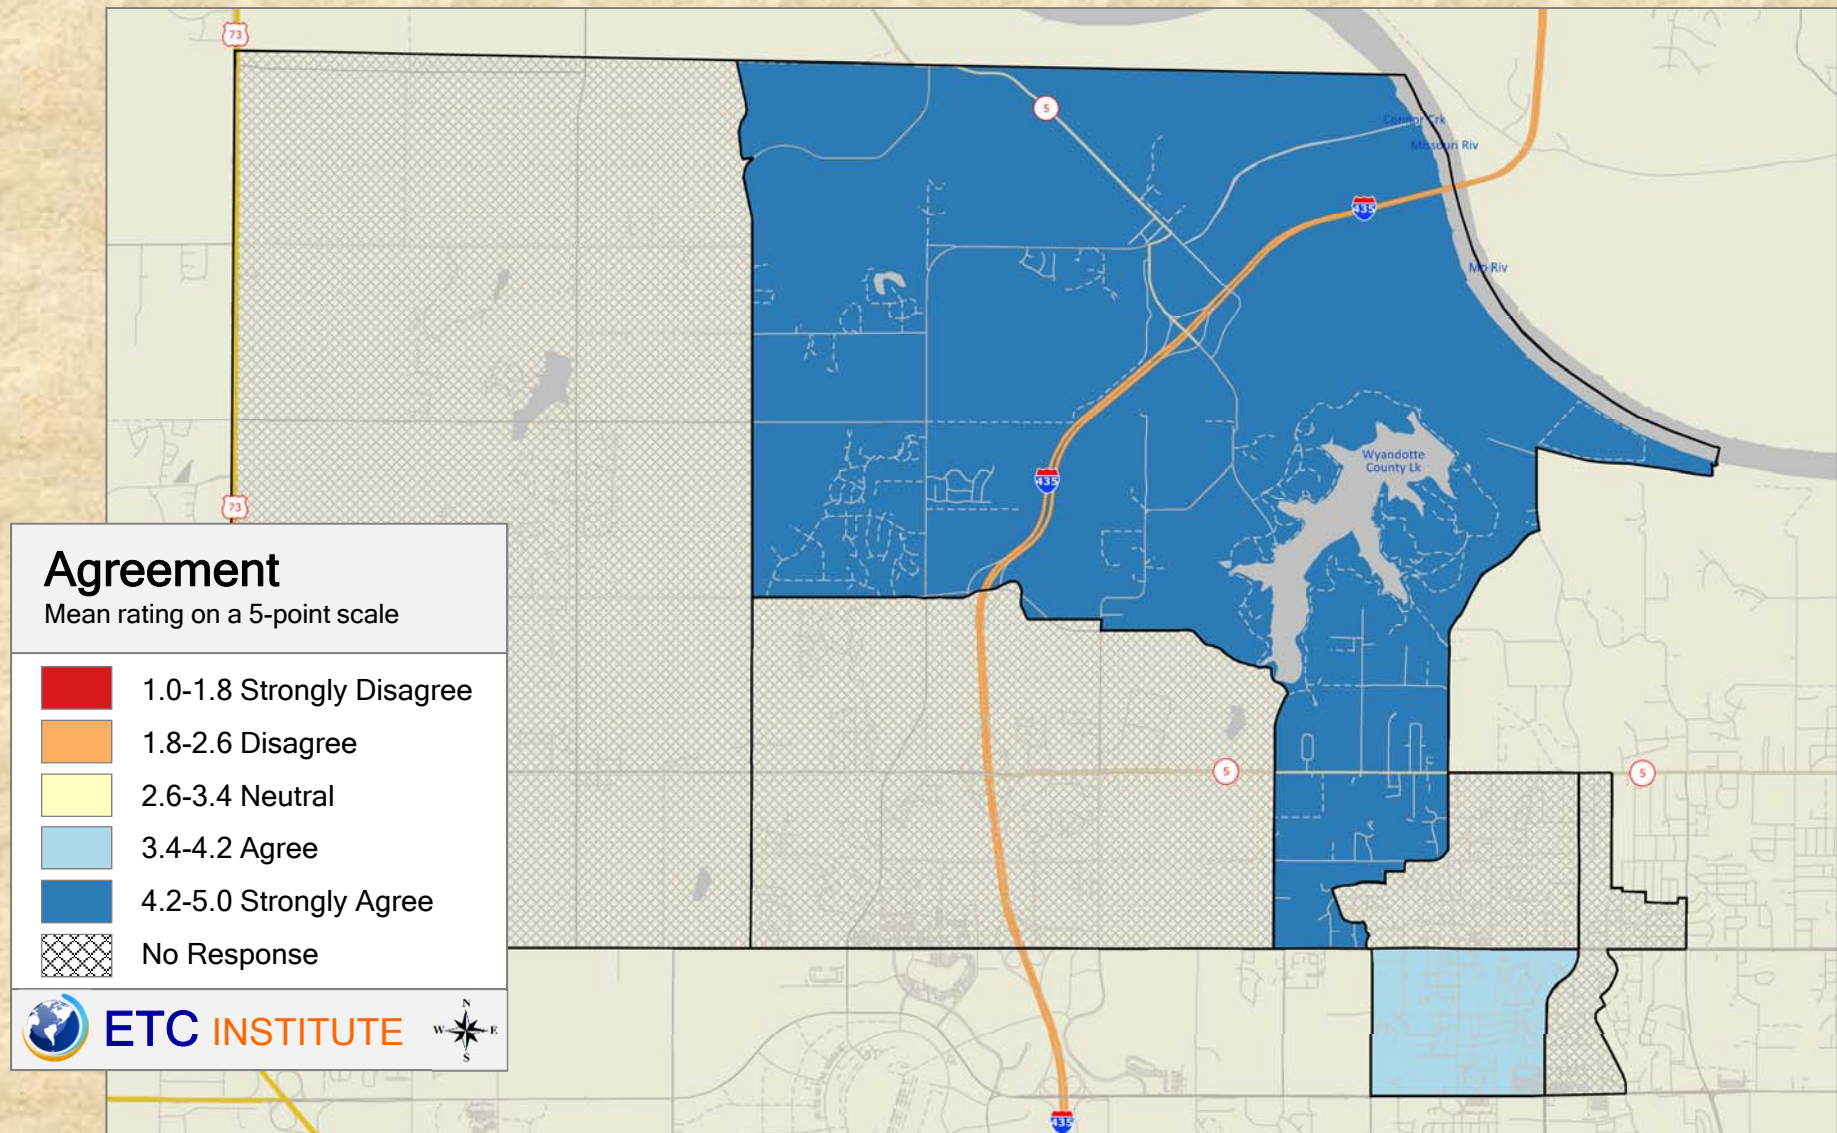 73
5
Connor Crk
Missouri Riv
435
Mo Riv
Wyandotte
County Lk
435
73
5
5
435
Agreement
Mean rating on a 5-point scale
1.0-1.8 Strongly Disagree
1.8-2.6 Disagree
2.6-3.4 Neutral
3.4-4.2 Agree
4.2-5.0 Strongly Agree
No Response
ETC INSTITUTE
N
W E
S